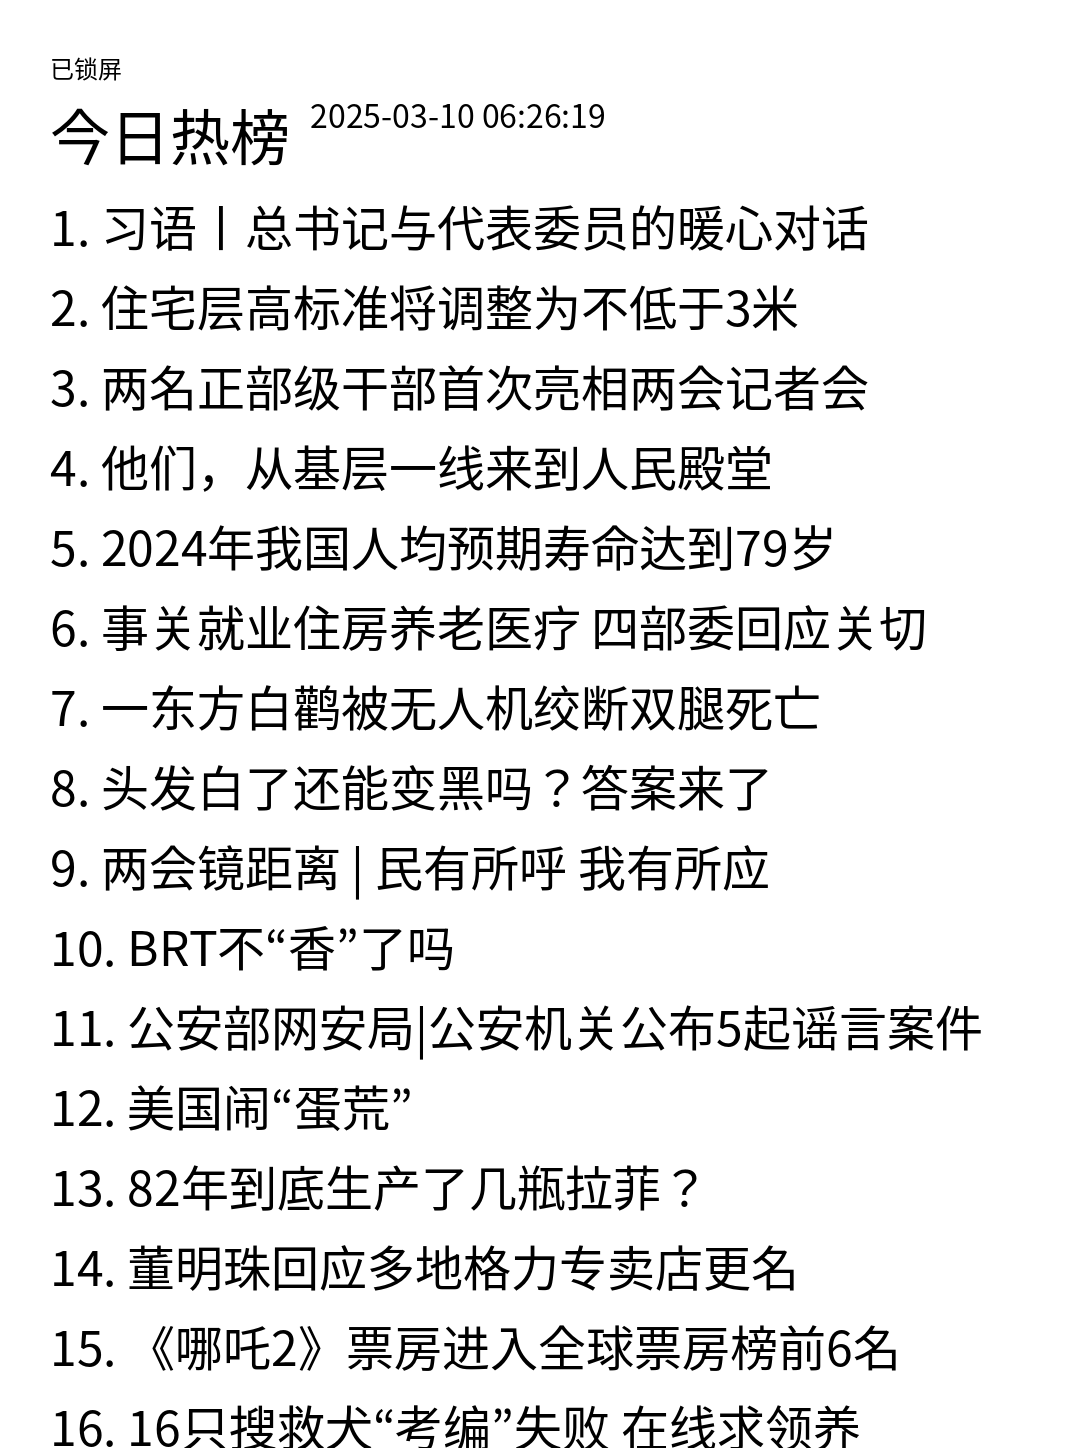 已锁屏
今日热榜 2025-03-10 06:26:19
1. 习语丨总书记与代表委员的暖心对话
2. 住宅层高标准将调整为不低于3米
3. 两名正部级干部首次亮相两会记者会
4. 他们，从基层一线来到人民殿堂
5. 2024年我国人均预期寿命达到79岁
6. 事关就业住房养老医疗 四部委回应关切
7. 一东方白鹳被无人机绞断双腿死亡
8. 头发白了还能变黑吗？答案来了
9. 两会镜距离 | 民有所呼 我有所应
10. BRT不“香”了吗
11. 公安部网安局|公安机关公布5起谣言案件
12. 美国闹“蛋荒”
13. 82年到底生产了几瓶拉菲？
14. 董明珠回应多地格力专卖店更名
15. 《哪吒2》票房进入全球票房榜前6名
16. 16只搜救犬“考编”失败 在线求领养